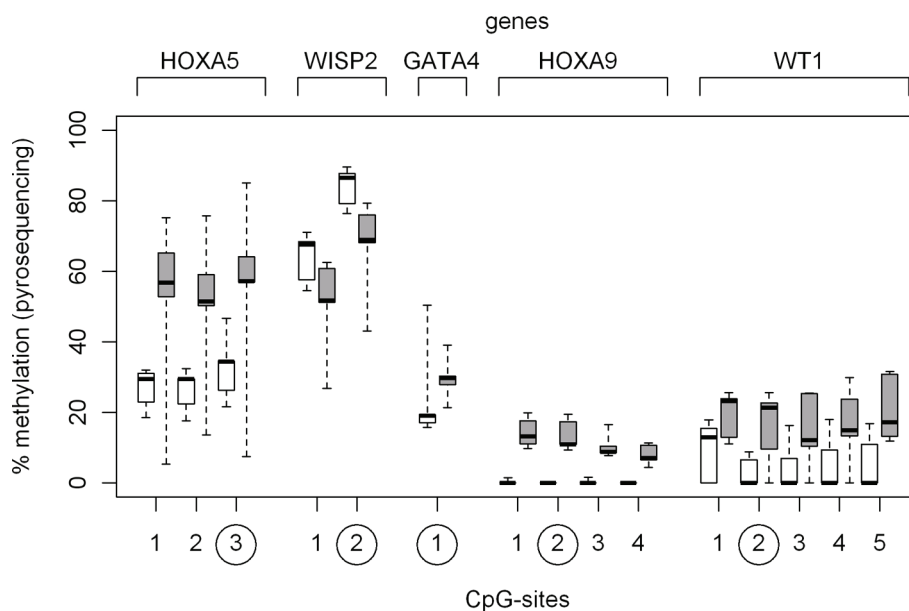 genes
HOXA5 WISP2 GATA4 HOXA9 WT1
% methylation (pyrosequencing)
100
80
60
40
20
0
1 2 3 1 2 1 1 2 3 4 1 2 3 4 5
CpG-sites